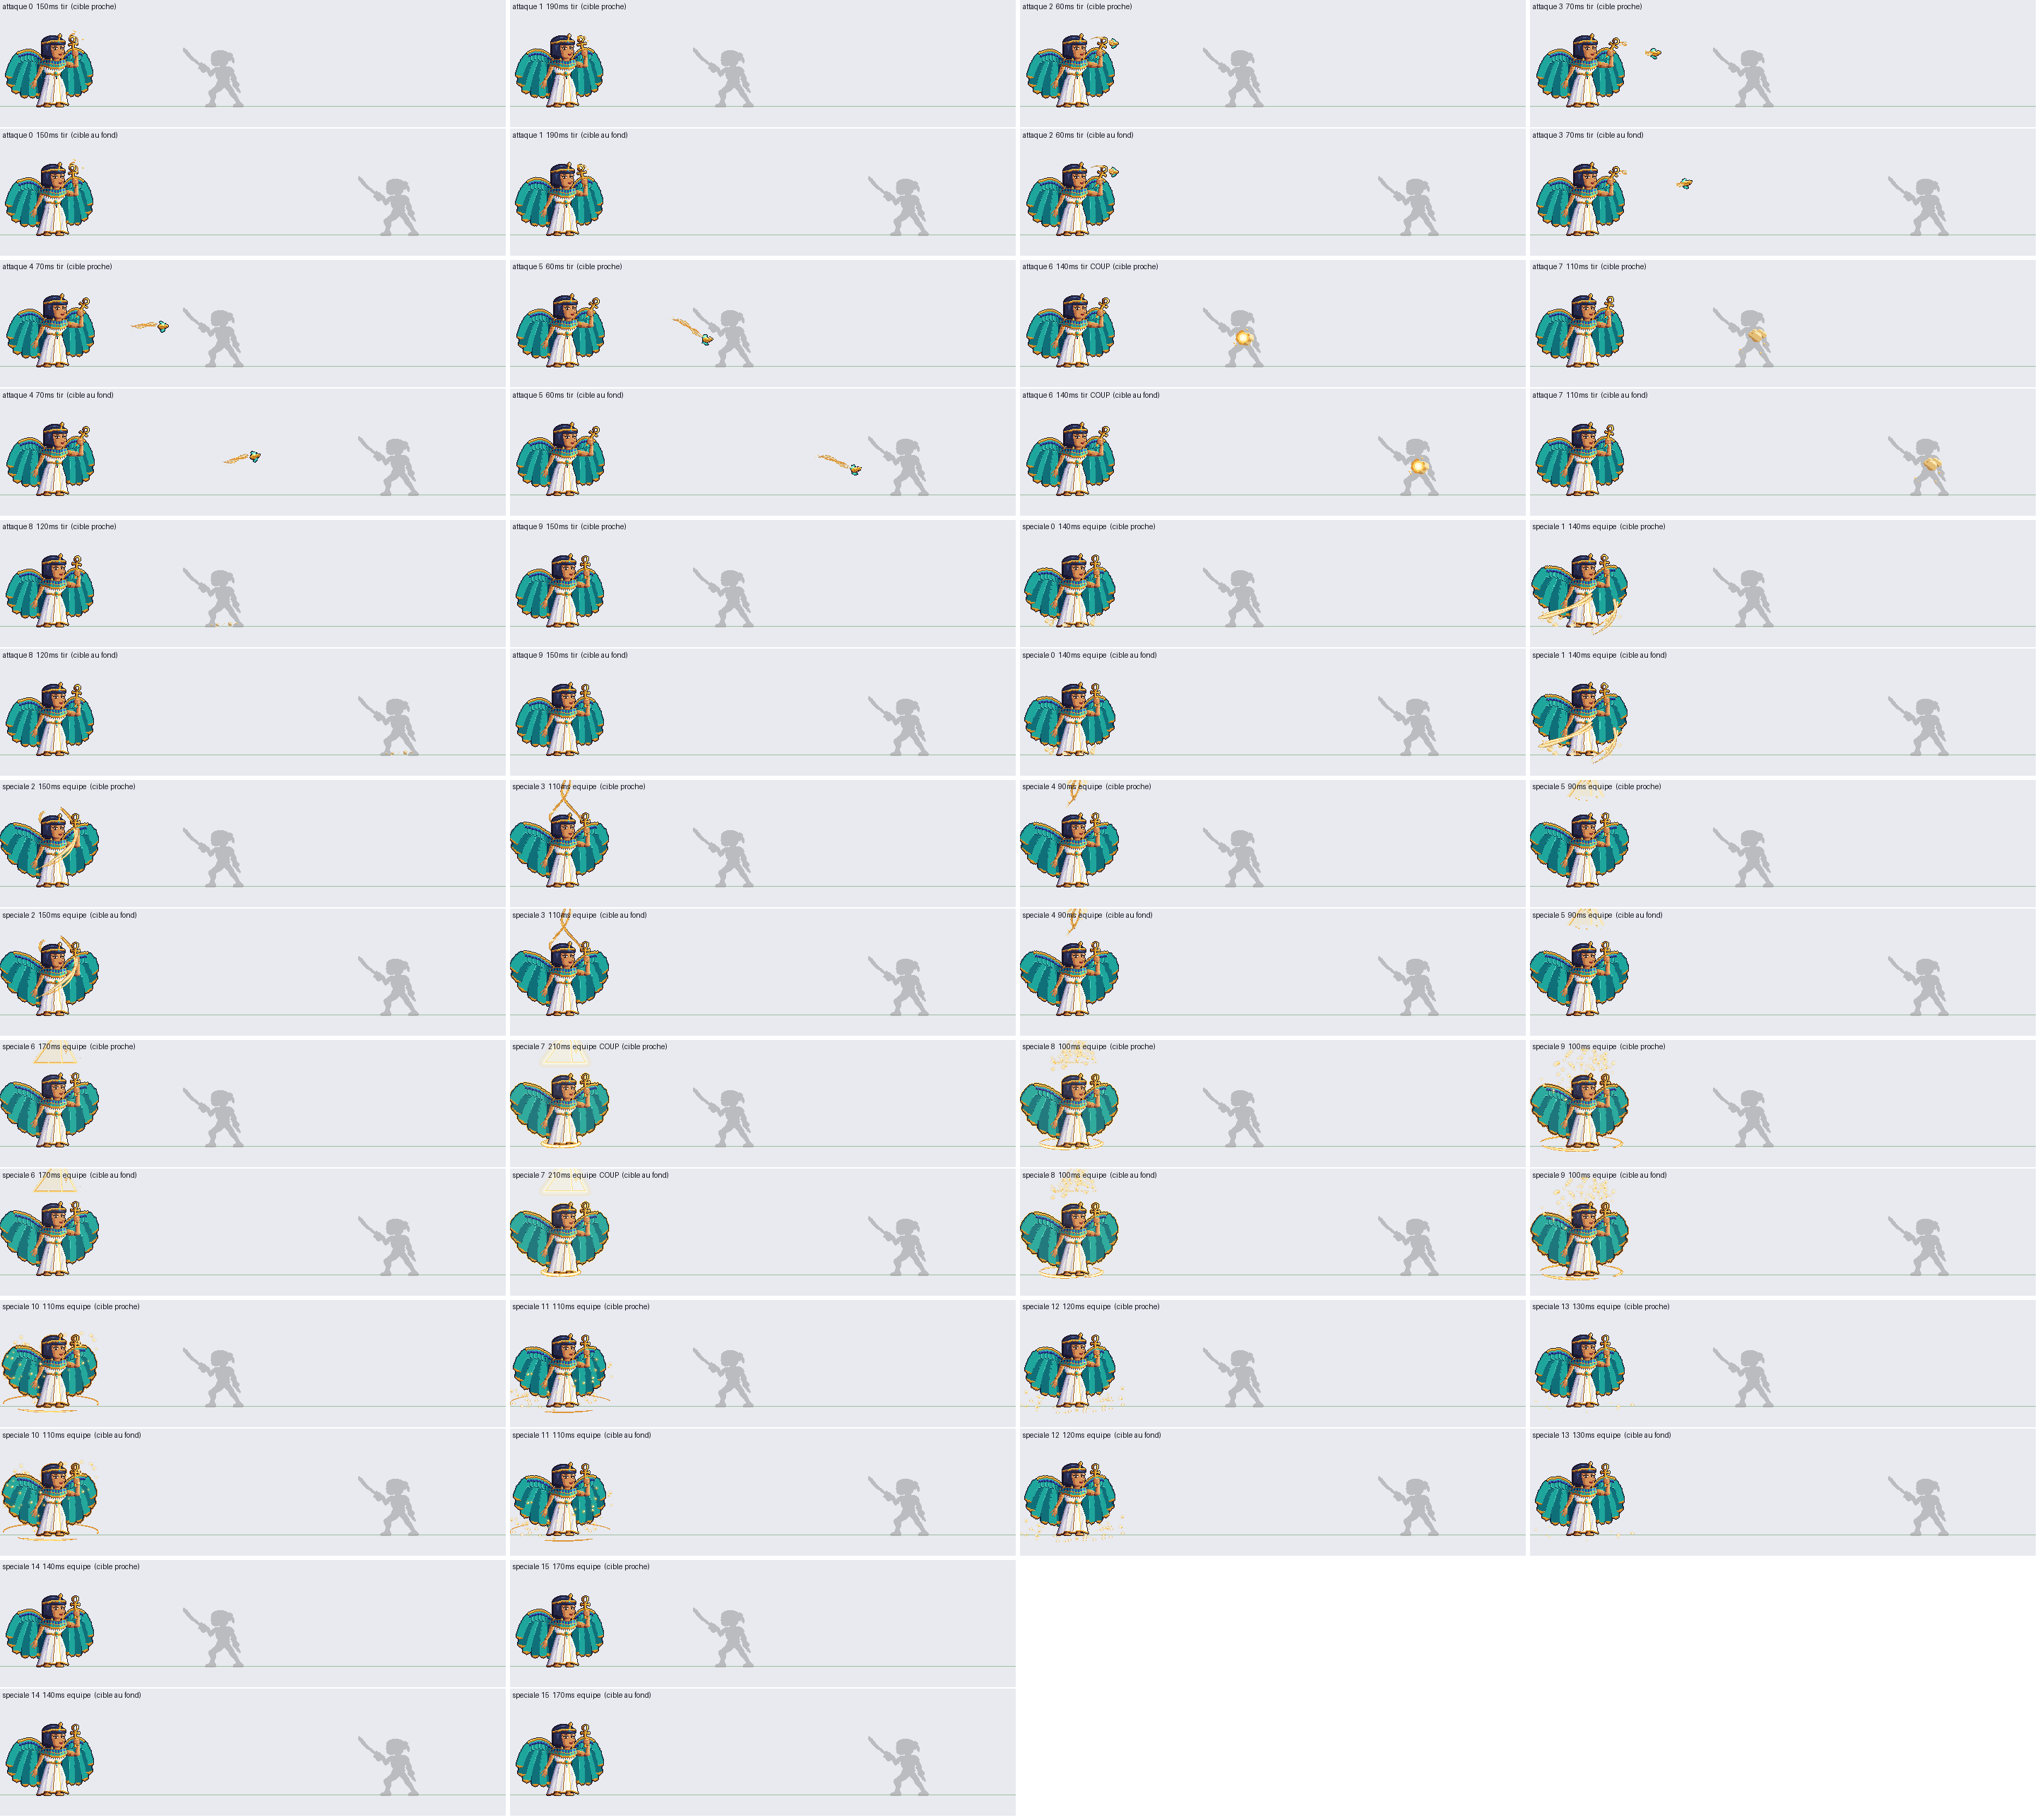 attaque 0 150ms tir (cible proche)
attaque 1 190ms tir (cible proche)
attaque 2 60ms tir (cible proche)
attaque 3 70ms tir (cible proche)
attaque 0 150ms tir (cible au fond)
attaque 1 190ms tir (cible au fond)
attaque 2 60ms tir (cible au fond)
attaque 3 70ms tir (cible au fond)
attaque 4 70ms tir (cible proche)
attaque 5 60ms tir (cible proche)
attaque 6 140ms tir COUP (cible proche)
attaque 7 110ms tir (cible proche)
attaque 4 70ms tir (cible au fond)
attaque 5 60ms tir (cible au fond)
attaque 6 140ms tir COUP (cible au fond)
attaque 7 110ms tir (cible au fond)
attaque 8 120ms tir (cible proche)
attaque 9 150ms tir (cible proche)
speciale 0 140ms equipe (cible proche)
speciale 1 140ms equipe (cible proche)
attaque 8 120ms tir (cible au fond)
attaque 9 150ms tir (cible au fond)
speciale 0 140ms equipe (cible au fond)
speciale 1 140ms equipe (cible au fond)
speciale 2 150ms equipe (cible proche)
speciale 3 110ms equipe (cible proche)
speciale 4 90ms equipe (cible proche)
speciale 5 90ms equipe (cible proche)
speciale 2 150ms equipe (cible au fond)
speciale 3 110ms equipe (cible au fond)
speciale 4 90ms equipe (cible au fond)
speciale 5 90ms equipe (cible au fond)
speciale 6 170ms equipe (cible proche)
speciale 7 210ms equipe COUP (cible proche)
speciale 8 100ms equipe (cible proche)
speciale 9 100ms equipe (cible proche)
speciale 6 170ms equipe (cible au fond)
speciale 7 210ms equipe COUP (cible au fond)
speciale 8 100ms equipe (cible au fond)
speciale 9 100ms equipe (cible au fond)
speciale 10 110ms equipe (cible proche)
speciale 11 110ms equipe (cible proche)
speciale 12 120ms equipe (cible proche)
speciale 13 130ms equipe (cible proche)
speciale 10 110ms equipe (cible au fond)
speciale 11 110ms equipe (cible au fond)
speciale 12 120ms equipe (cible au fond)
speciale 13 130ms equipe (cible au fond)
speciale 14 140ms equipe (cible proche)
speciale 15 170ms equipe (cible proche)
speciale 14 140ms equipe (cible au fond)
speciale 15 170ms equipe (cible au fond)